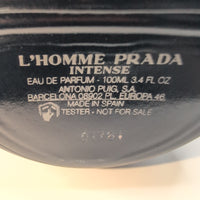 L'HOMME PRADA
INTENSE
EAU DE PARFUM - 100ML 3.4 FL OZ
ANTONIO PUIG, S.A.
BARCELONA 08902 PL. EUROPA 46
MADE IN SPAIN
TESTER - NOT FOR SALE